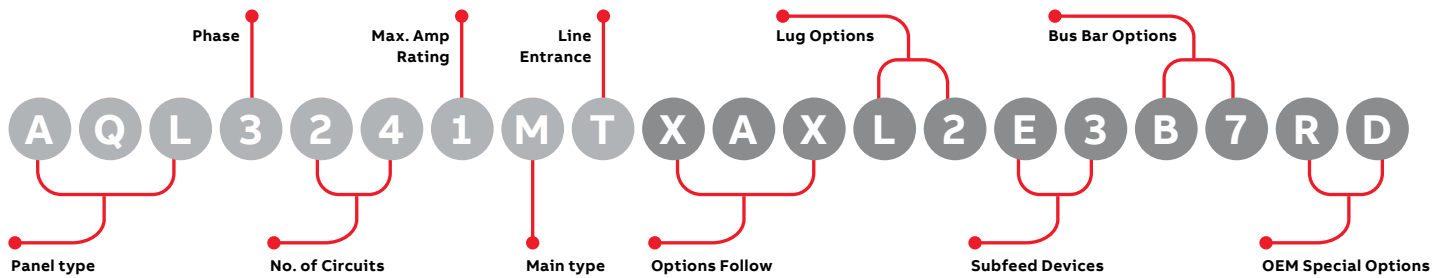 Phase
Max. Amp
Rating
Line
Entrance
Lug Options
Bus Bar Options
A Q L 3 2 4 1 M T X A X L 2 E 3 B 7 R D
Panel type
No. of Circuits
Main type
Options Follow
Subfeed Devices
OEM Special Options